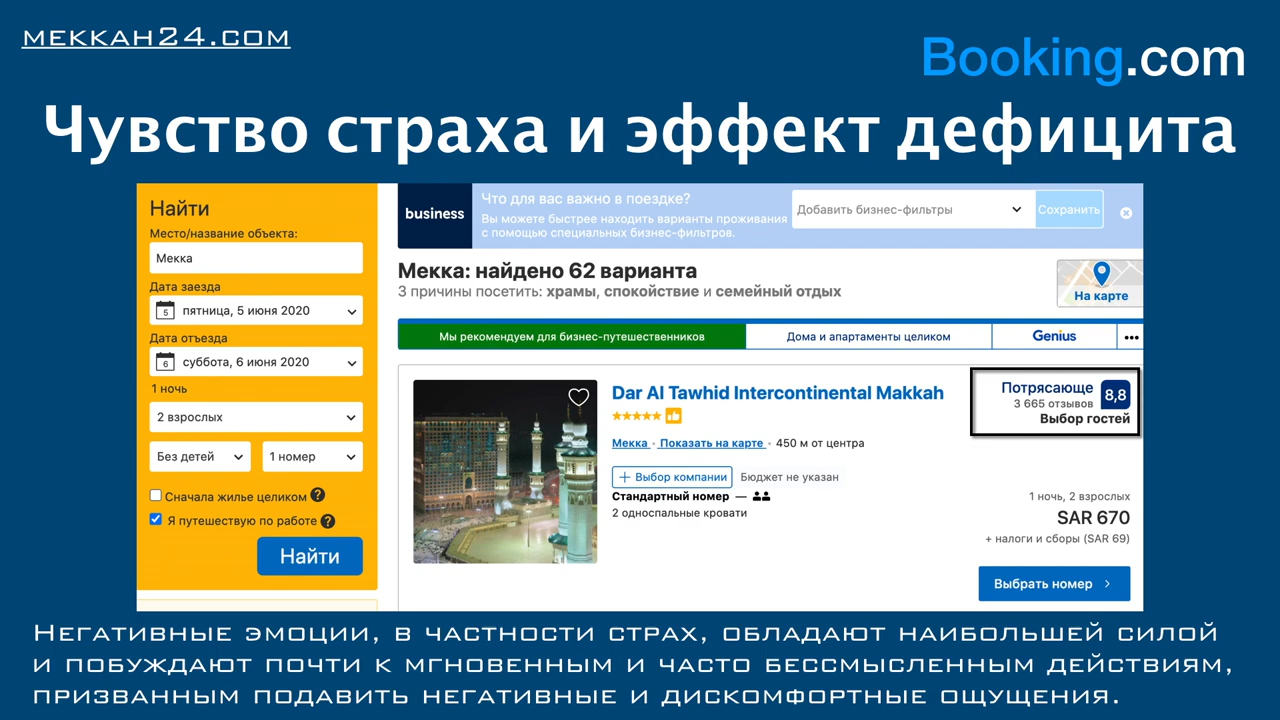 MEKKAH24.COM
Booking.com
Чувство страха и эффект дефицита
Найти
Место/название объекта:
Мекка
Дата заезда
5
пятница, 5 июня 2020
Дата отъезда
6
суббота, 6 июня 2020
1 ночь
2 взрослых
Без детей
1 номер
Сначала жилье целиком ?
Я путешествую по работе ?
Найти
business
Что для вас важно в поездке?
Вы можете быстрее находить варианты проживания
с помощью специальных бизнес-фильтров.
Добавить бизнес-фильтры
Сохранить
Мекка: найдено 62 варианта
3 причины посетить: храмы, спокойствие и семейный отдых
На карте
Мы рекомендуем для бизнес-путешественников
Дома и апартаменты целиком
Genius
•••
Dar Al Tawhid Intercontinental Makkah
Мекка · Показать на карте · 450 м от центра
+ Выбор компании Бюджет не указан
Стандартный номер —
2 односпальные кровати
Потрясающе
3 665 отзывов
8,8
Выбор гостей
1 ночь, 2 взрослых
SAR 670
+ налоги и сборы (SAR 69)
Выбрать номер
Негативные эмоции, в частности страх, обладают наибольшей силой
и побуждают почти к мгновенным и часто бессмысленным действиям,
призванным подавить негативные и дискомфортные ощущения.